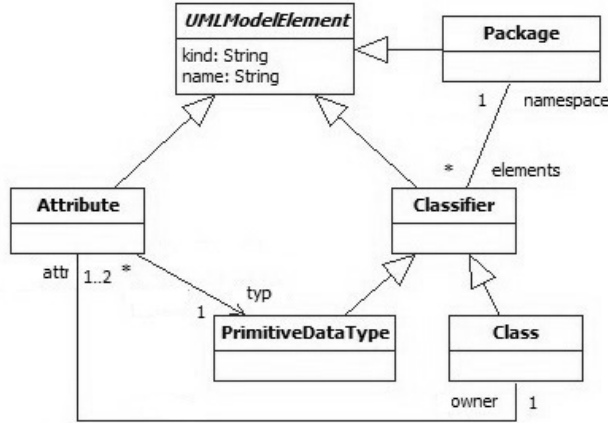 UMLModelElement
Package
kind: String
name: String
1 namespace
* elements
Attribute
Classifier
attr 1..2 *
typ
1
PrimitiveDataType
Class
owner 1